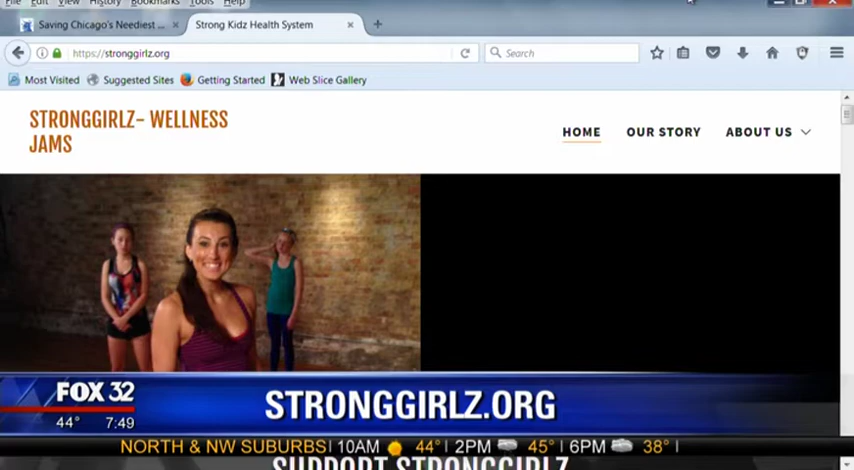 File Edit View History Bookmarks Tools Help
Saving Chicago's Neediest ... × Strong Kidz Health System × +
https://stronggirlz.org Search
Most Visited Suggested Sites Getting Started Web Slice Gallery
STRONGGIRLZ- WELLNESS
JAMS
HOME OUR STORY ABOUT US
FOX 32
44° 7:49
STRONGGIRLZ.ORG
NORTH & NW SUBURBS| 10AM 44° | 2PM 45° | 6PM 38° |
SUPPORT STRONGGIRLZ